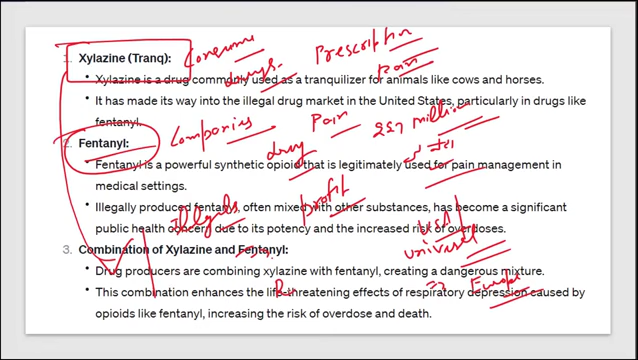 1. Xylazine (Tranq): Consume Prescription
drugs. pain
• Xylazine is a drug commonly used as a tranquilizer for animals like cows and horses.
• It has made its way into the illegal drug market in the United States, particularly in drugs like
fentanyl. Companies Pain 257 million
2. Fentanyl: drug
• Fentanyl is a powerful synthetic opioid that is legitimately used for pain management in
medical settings. profit
• Illegally produced fentanyl, often mixed with other substances, has become a significant
public health concern due to its potency and the increased risk of overdoses.
Illegals USA
3. Combination of Xylazine and Fentanyl: universal
• Drug producers are combining xylazine with fentanyl, creating a dangerous mixture.
Europe
• This combination enhances the life-threatening effects of respiratory depression caused by
opioids like fentanyl, increasing the risk of overdose and death.